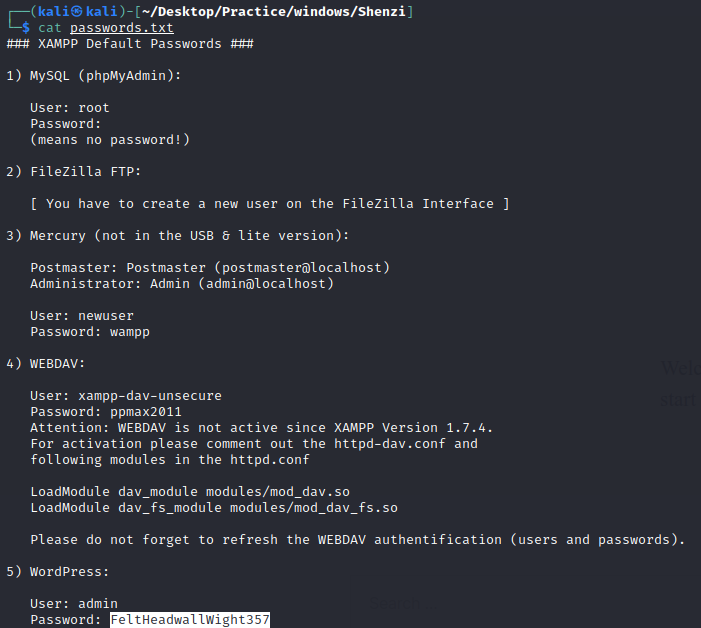 ┌──(kali㉿kali)-[~/Desktop/Practice/windows/Shenzi]
└─$ cat passwords.txt
### XAMPP Default Passwords ###
1) MySQL (phpMyAdmin):
User: root
Password:
(means no password!)
2) FileZilla FTP:
[ You have to create a new user on the FileZilla Interface ]
3) Mercury (not in the USB & lite version):
Postmaster: Postmaster (postmaster@localhost)
Administrator: Admin (admin@localhost)
User: newuser
Password: wampp
4) WEBDAV:
User: xampp-dav-unsecure
Password: ppmax2011
Attention: WEBDAV is not active since XAMPP Version 1.7.4.
For activation please comment out the httpd-dav.conf and
following modules in the httpd.conf
LoadModule dav_module modules/mod_dav.so
LoadModule dav_fs_module modules/mod_dav_fs.so
Please do not forget to refresh the WEBDAV authentification (users and passwords).
5) WordPress:
User: admin
Password: FeltHeadwallWight357
start